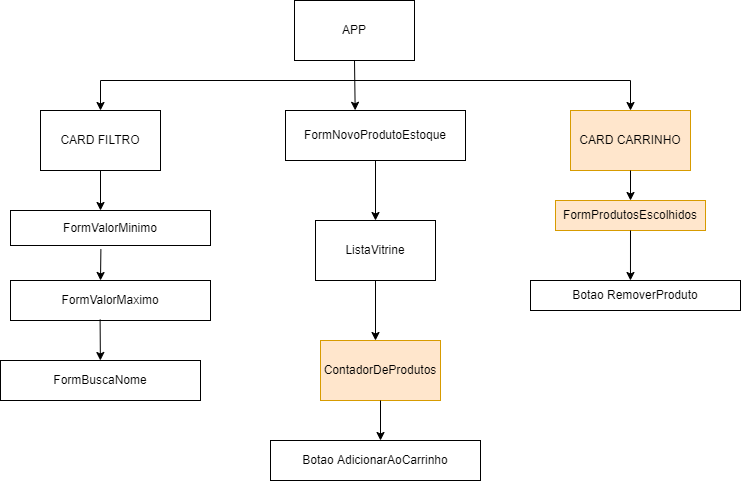 APP
CARD FILTRO
FormNovoProdutoEstoque
CARD CARRINHO
FormValorMinimo
ListaVitrine
FormProdutosEscolhidos
FormValorMaximo
Botao RemoverProduto
FormBuscaNome
ContadorDeProdutos
Botao AdicionarAoCarrinho